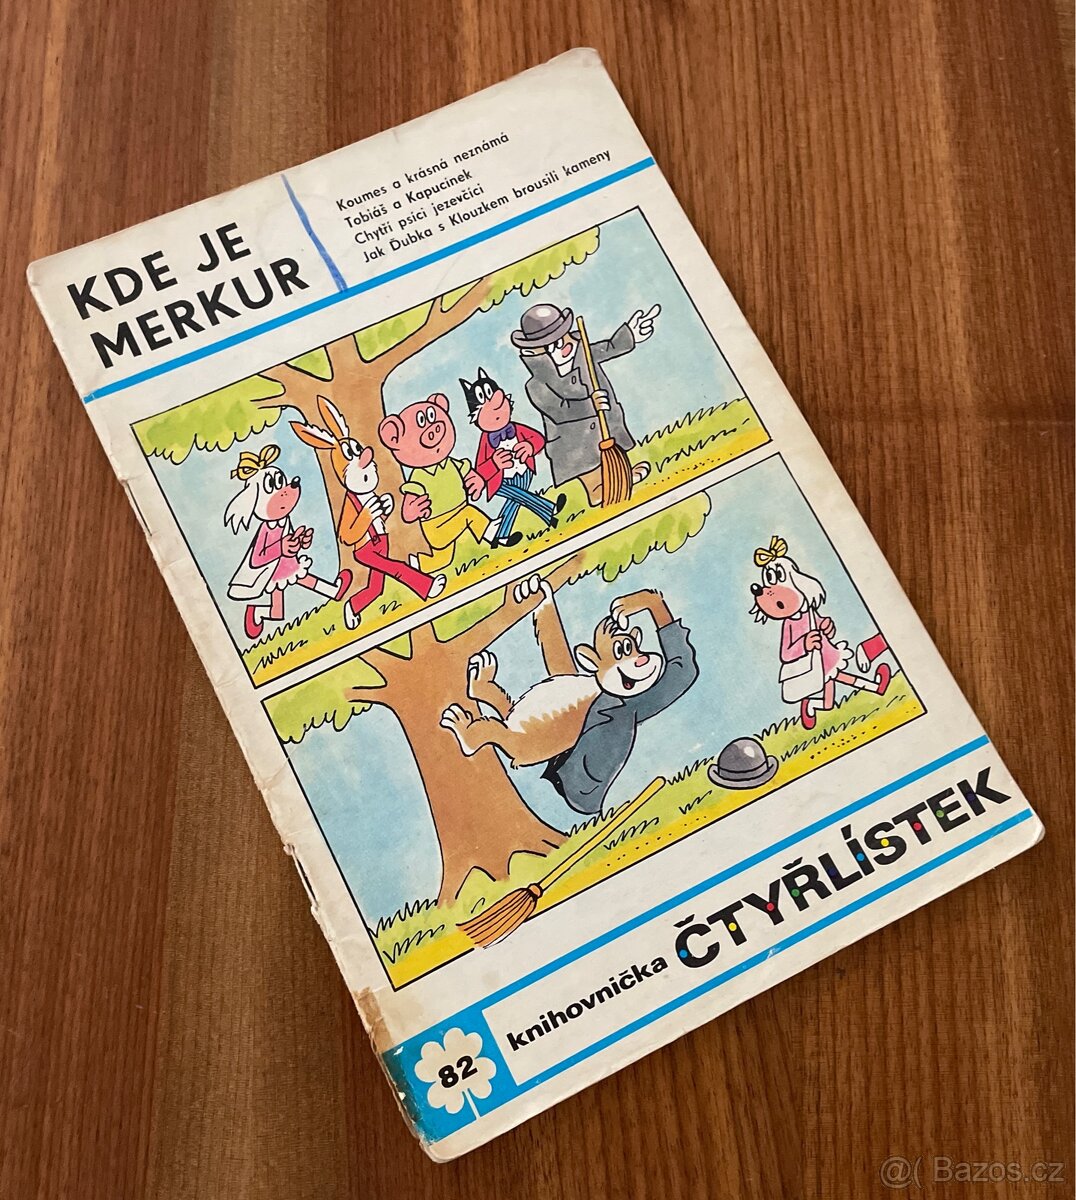 KDE JE
MERKUR
Koumes a krásná neznámá
Tobiáš a Kapucínek
Chytří psíci jezevčíci
Jak Ďubka s Klouzkem brousili kameny
82
knihovnička ČTYŘLÍSTEK
@( Bazos.cz